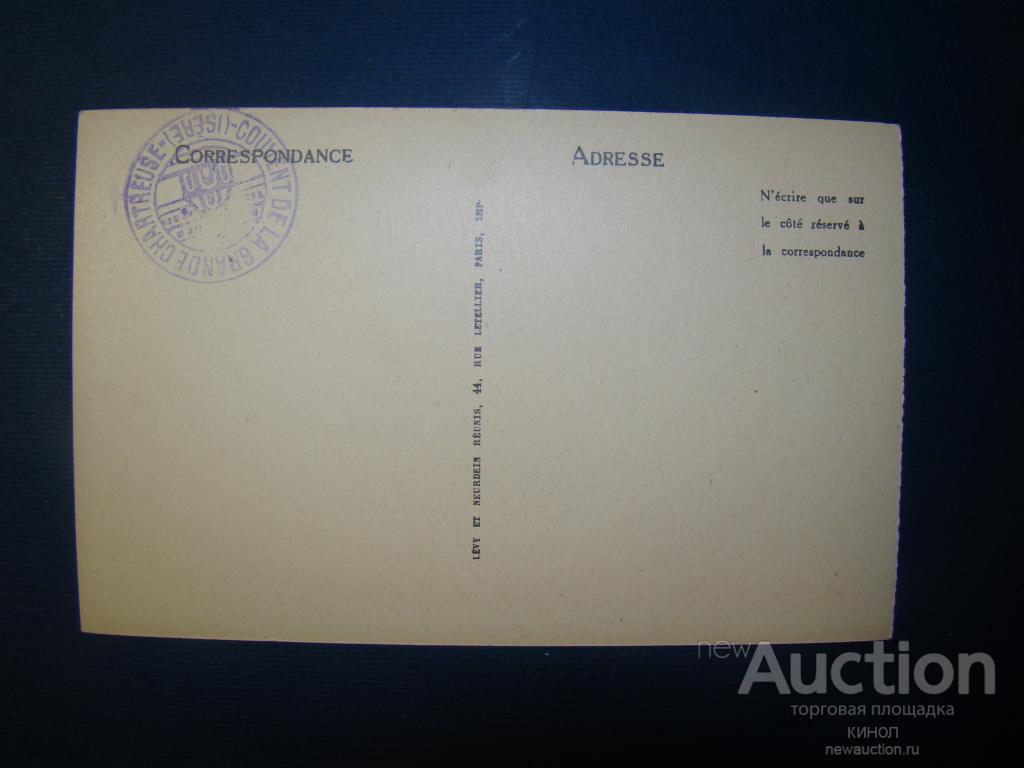 COUVENT DE LA GRANDE CHARTREUSE - (ISÈRE) -
CORRESPONDANCE
ADRESSE
N'écrire que sur
le côté réservé à
la correspondance
LÉVY ET NEURDEIN RÉUNIS, 44, RUE LETELLIER, PARIS, IMP.
newAuction
торговая площадка
КИНОЛ
newauction.ru